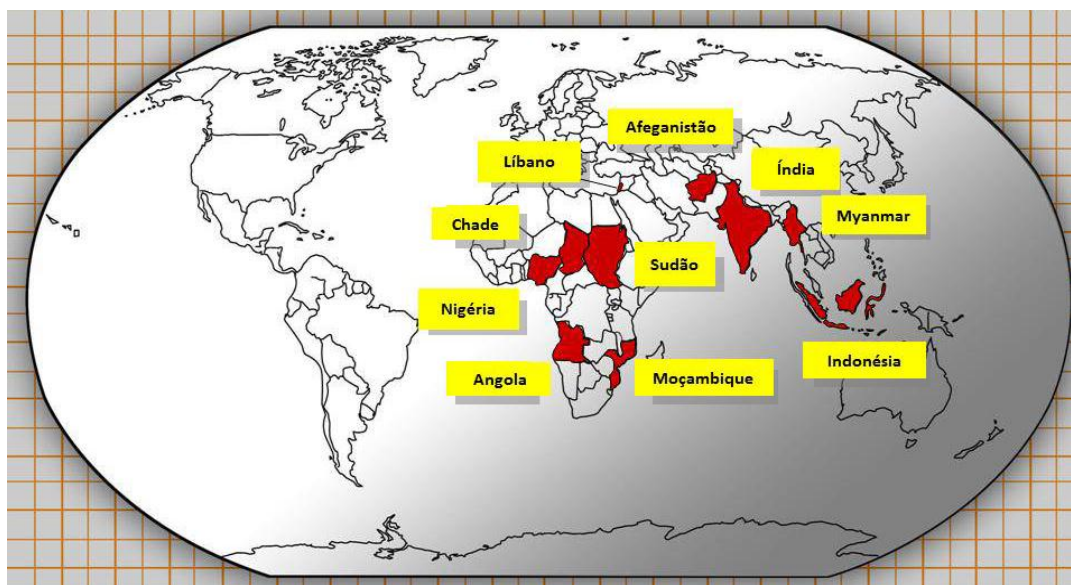 Afeganistão
Líbano
Índia
Chade
Myanmar
Sudão
Nigéria
Indonésia
Angola
Moçambique